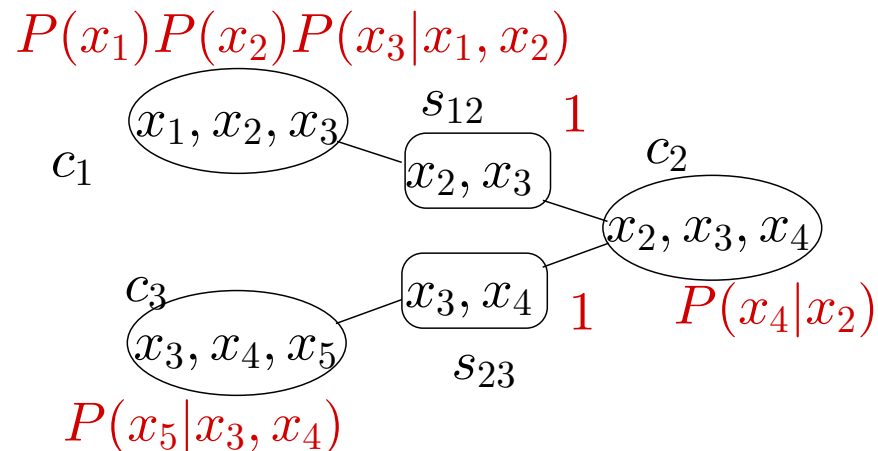 P(x₁)P(x₂)P(x₃|x₁, x₂)
x₁, x₂, x₃
s₁₂
1
c₁
x₂, x₃
c₂
x₂, x₃, x₄
c₃
x₃, x₄
1
P(x₄|x₂)
x₃, x₄, x₅
s₂₃
P(x₅|x₃, x₄)